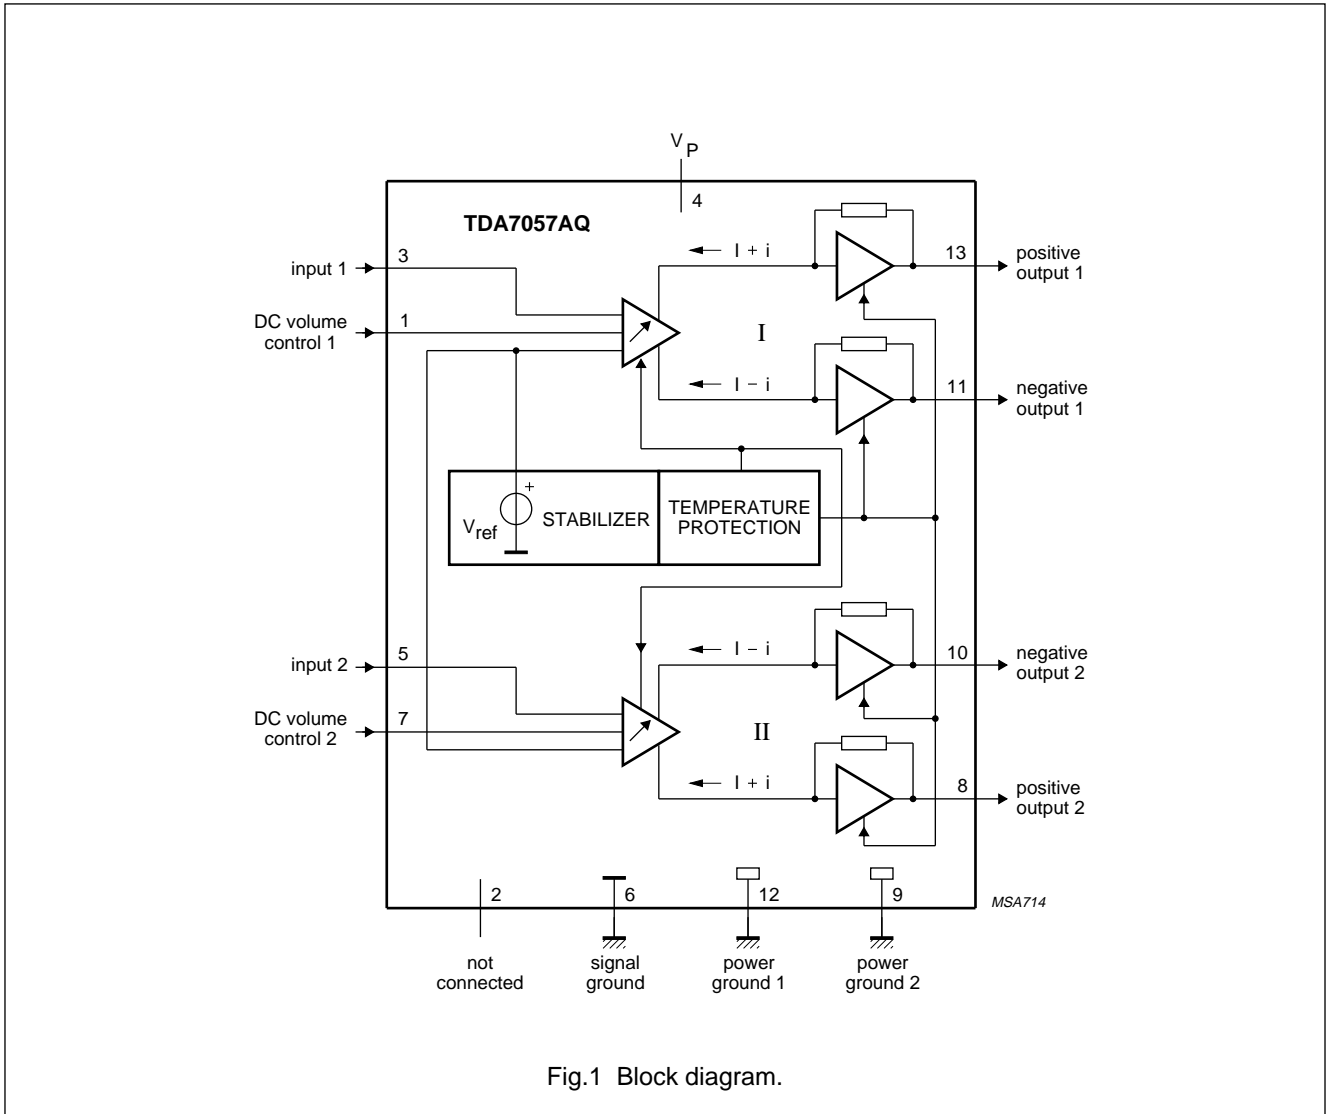 V P
4
TDA7057AQ
input 1
3
I + i
13
positive
output 1
DC volume
control 1
1
I
I − i
11
negative
output 1
+
Vref
STABILIZER
TEMPERATURE
PROTECTION
input 2
5
I − i
10
negative
output 2
DC volume
control 2
7
II
I + i
8
positive
output 2
2
6
12
9
MSA714
not
connected
signal
ground
power
ground 1
power
ground 2
Fig.1 Block diagram.